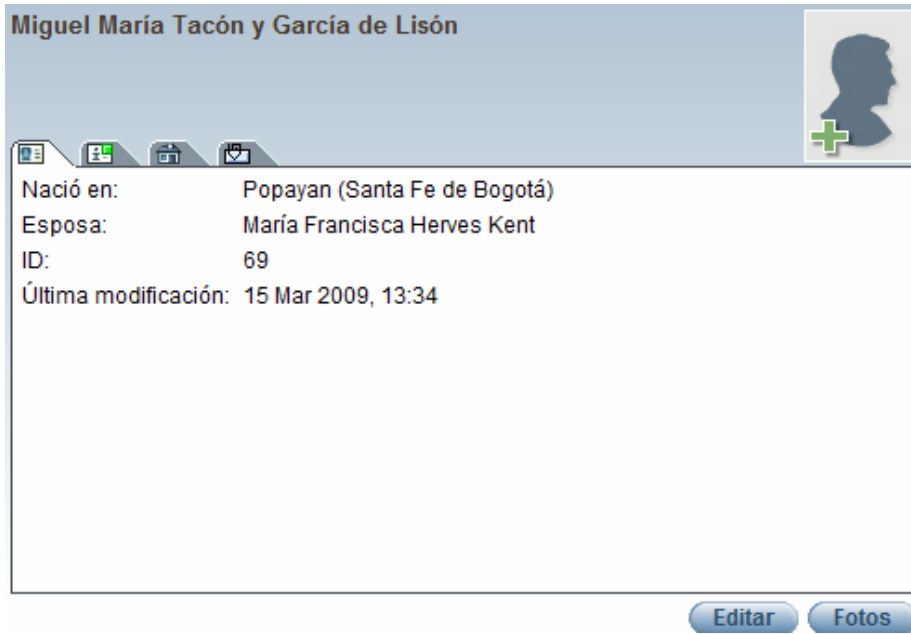 Miguel María Tacón y García de Lisón
Nació en: Popayan (Santa Fe de Bogotá)
Esposa: María Francisca Herves Kent
ID: 69
Última modificación: 15 Mar 2009, 13:34
Editar Fotos